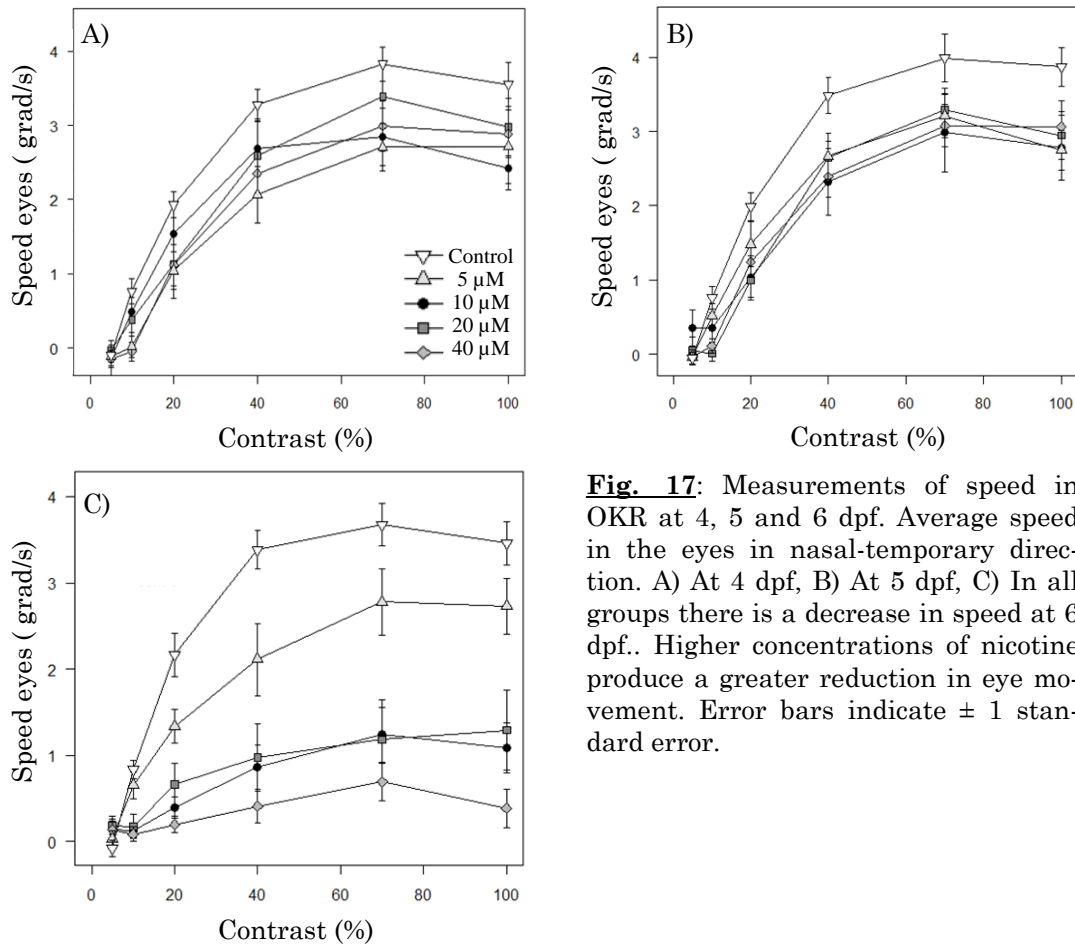 A)
Speed eyes ( grad/s)
4
3
2
1
0
0 20 40 60 80 100
Contrast (%)
Control
5 µM
10 µM
20 µM
40 µM
B)
Speed eyes ( grad/s)
4
3
2
1
0
0 20 40 60 80 100
Contrast (%)
C)
Speed eyes ( grad/s)
4
3
2
1
0
0 20 40 60 80 100
Contrast (%)
Fig. 17: Measurements of speed in
OKR at 4, 5 and 6 dpf. Average speed
in the eyes in nasal-temporary direc-
tion. A) At 4 dpf, B) At 5 dpf, C) In all
groups there is a decrease in speed at 6
dpf.. Higher concentrations of nicotine
produce a greater reduction in eye mo-
vement. Error bars indicate ± 1 stan-
dard error.